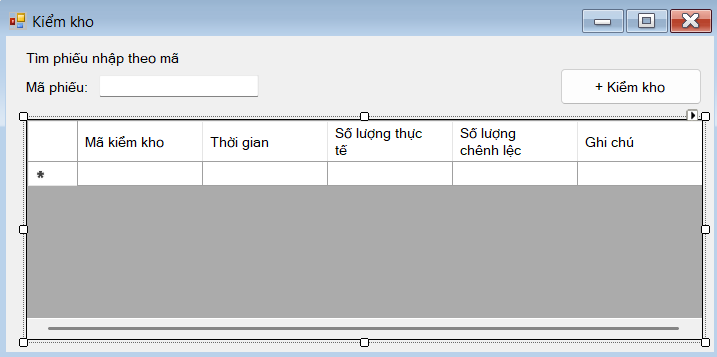 Kiểm kho
Tìm phiếu nhập theo mã
Mã phiếu:
+ Kiểm kho
Mã kiểm kho
Thời gian
Số lượng thực
tế
Số lượng
chênh lệc
Ghi chú
*